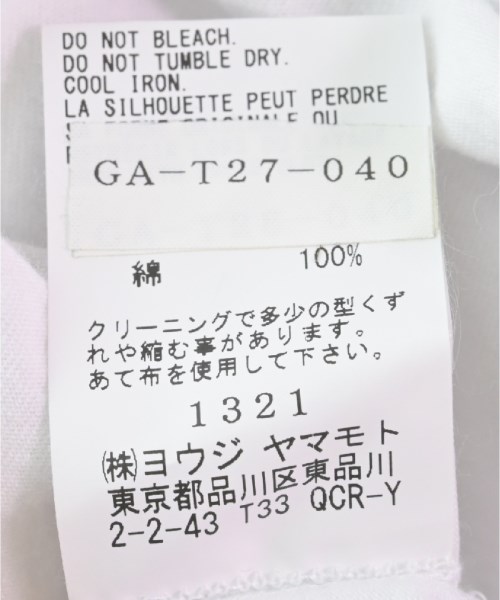 DO NOT BLEACH.
DO NOT TUMBLE DRY.
COOL IRON.
LA SILHOUETTE PEUT PERDRE
ORIGINALE OU
GA-T27-040
綿 100%
クリーニングで多少の型くず
れや縮む事があります。
あて布を使用して下さい。
1321
㈱ヨウジ ヤマモト
東京都品川区東品川
2-2-43 T33 QCR-Y